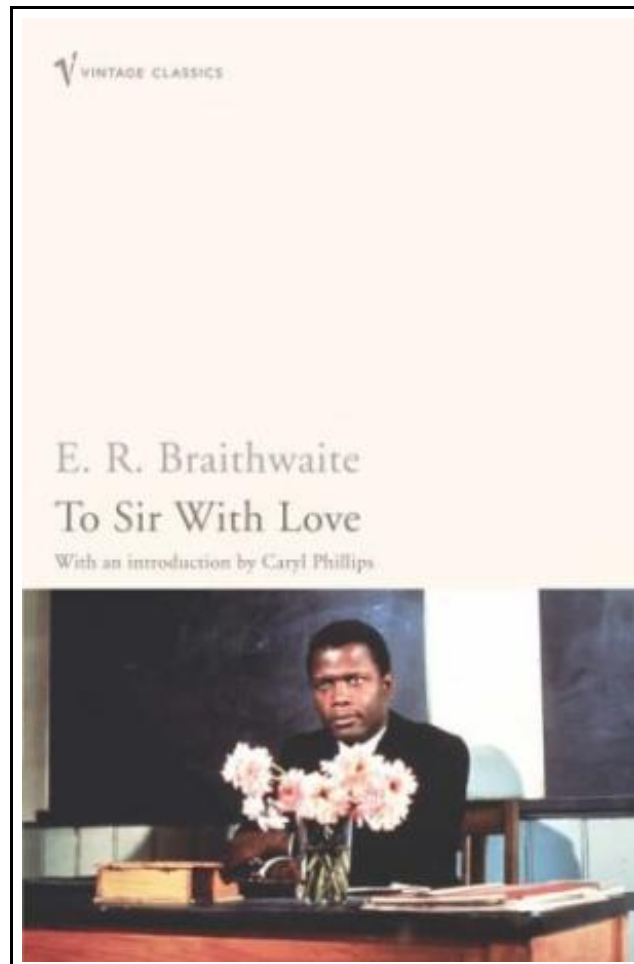 VINTAGE CLASSICS
E. R. Braithwaite
To Sir With Love
With an introduction by Caryl Phillips